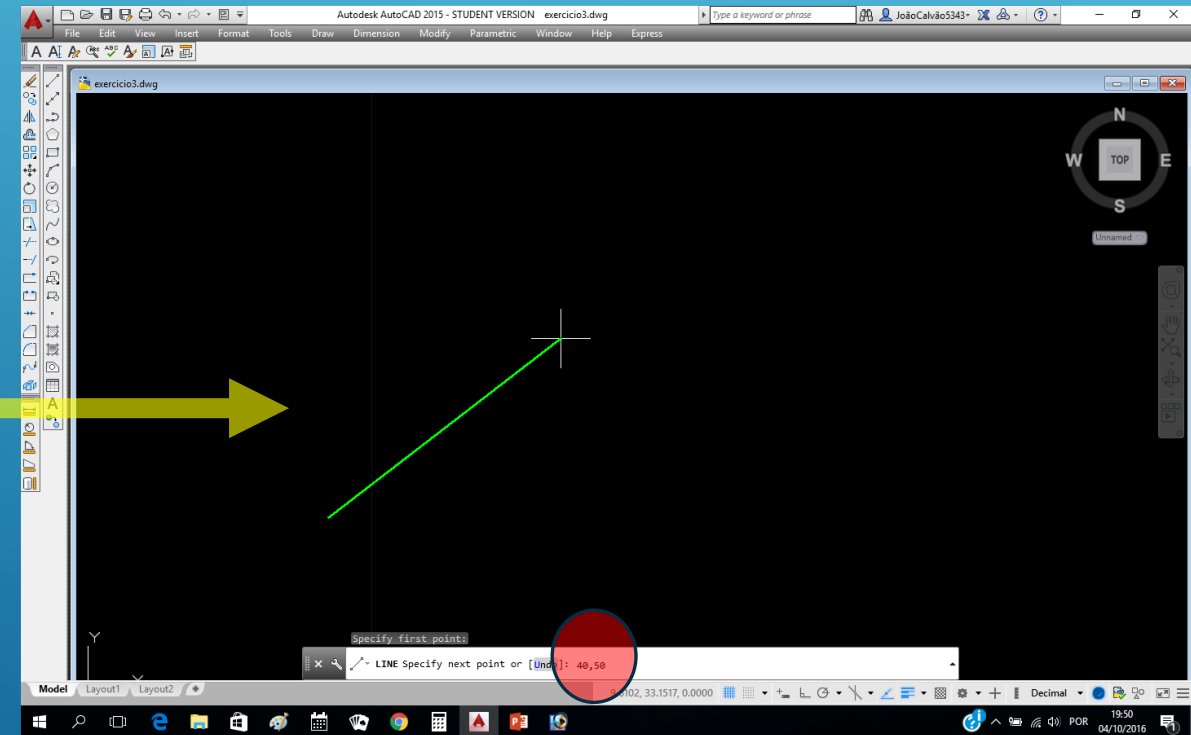 Autodesk AutoCAD 2015 - STUDENT VERSION exercicio3.dwg
Type a keyword or phrase
JoãoCalvão5343
File Edit View Insert Format Tools Draw Dimension Modify Parametric Window Help Express
exercicio3.dwg
N
W TOP E
S
Unnamed
Specify first point:
Y
LINE Specify next point or [Undo]: 40,50
Model Layout1 Layout2
33.1517, 0.0000
Decimal
POR
19:50
04/10/2016